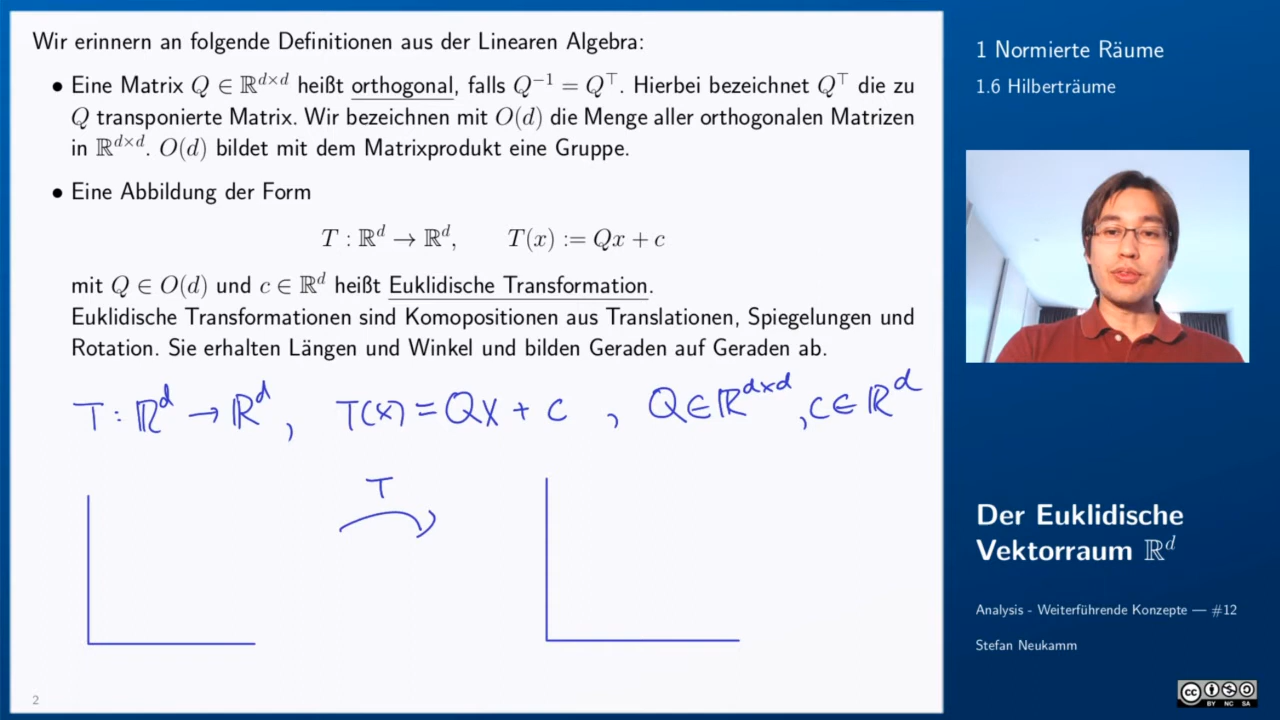 Wir erinnern an folgende Definitionen aus der Linearen Algebra:
• Eine Matrix Q ∈ ℝ^{d×d} heißt orthogonal, falls Q^{−1} = Q^⊤. Hierbei bezeichnet Q^⊤ die zu
Q transponierte Matrix. Wir bezeichnen mit O(d) die Menge aller orthogonalen Matrizen
in ℝ^{d×d}. O(d) bildet mit dem Matrixprodukt eine Gruppe.
• Eine Abbildung der Form
T : ℝ^d → ℝ^d, T(x) := Qx + c
mit Q ∈ O(d) und c ∈ ℝ^d heißt Euklidische Transformation.
Euklidische Transformationen sind Komopositionen aus Translationen, Spiegelungen und
Rotation. Sie erhalten Längen und Winkel und bilden Geraden auf Geraden ab.
T : ℝ^d → ℝ^d, T(x) = Qx + c , Q ∈ ℝ^{d×d}, c ∈ ℝ^d
T
2
1 Normierte Räume
1.6 Hilberträume
Der Euklidische
Vektorraum ℝ^d
Analysis - Weiterführende Konzepte — #12
Stefan Neukamm
cc BY NC SA